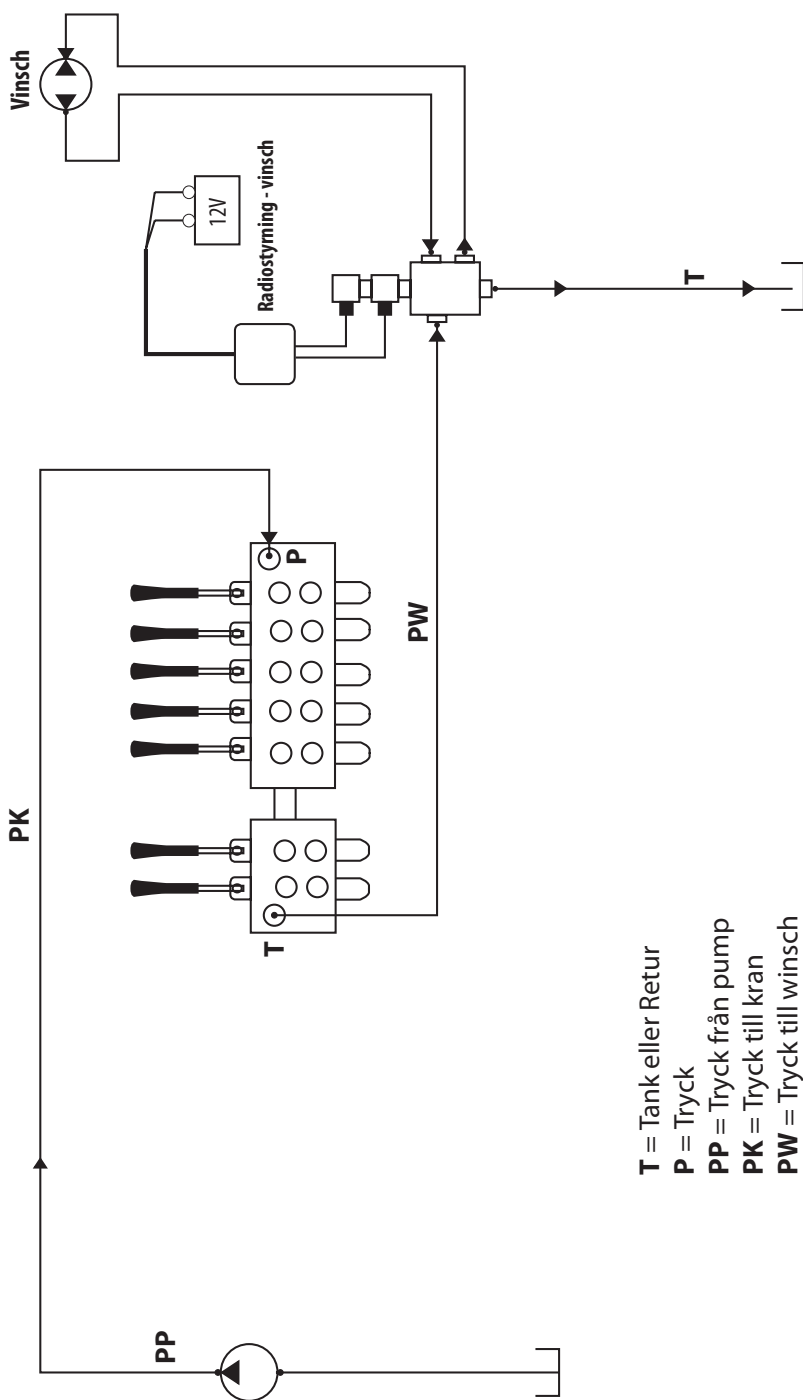 Vinsch
12V
Radiostyrning - vinsch
T
P
PW
PK
T
PP
T = Tank eller Retur
P = Tryck
PP = Tryck från pump
PK = Tryck till kran
PW = Tryck till winsch